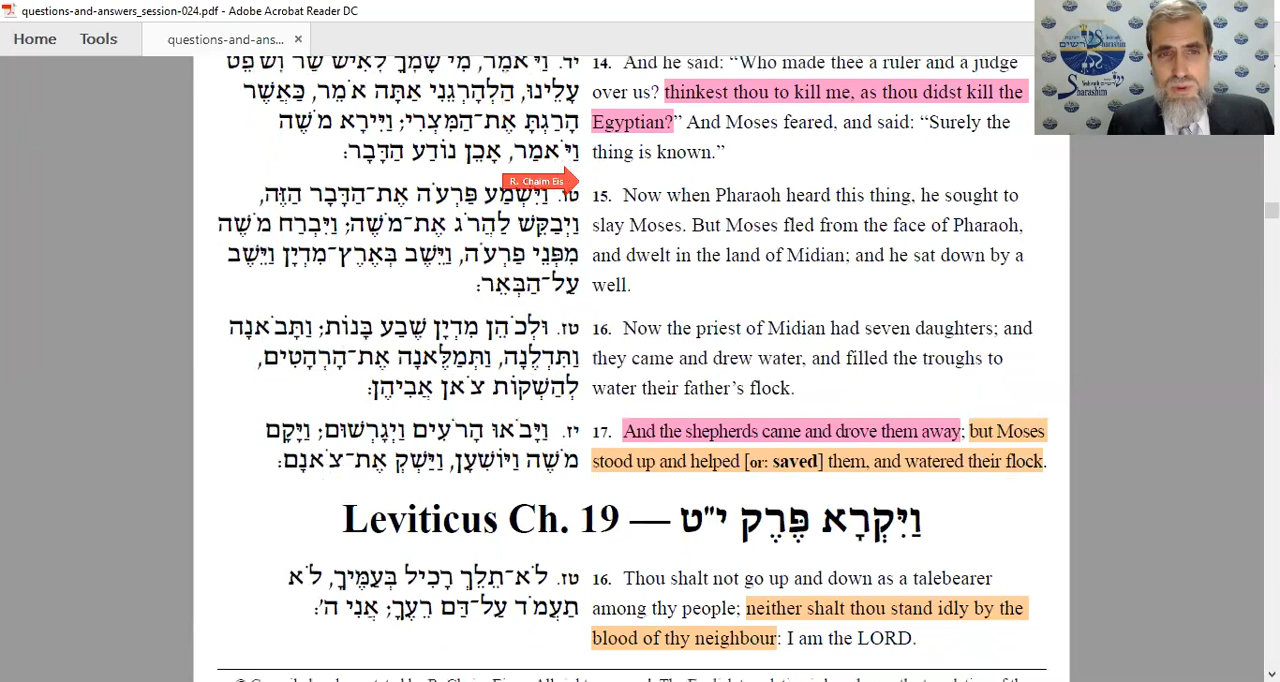 questions-and-answers_session-024.pdf - Adobe Acrobat Reader DC
Home Tools questions-and-ans... ×
Sharashim
יד. וַיֹּאמֶר, מִי שָׂמְךָ לְאִישׁ שַׂר וְשֹׁפֵט
עָלֵינוּ, הַלְהָרְגֵנִי אַתָּה אֹמֵר, כַּאֲשֶׁר
הָרַגְתָּ אֶת־הַמִּצְרִי; וַיִּירָא מֹשֶׁה
וַיֹּאמַר, אָכֵן נוֹדַע הַדָּבָר:
14. And he said: “Who made thee a ruler and a judge
over us? thinkest thou to kill me, as thou didst kill the
Egyptian?” And Moses feared, and said: “Surely the
thing is known.”
R. Chaim Eis
טו. וַיִּשְׁמַע פַּרְעֹה אֶת־הַדָּבָר הַזֶּה,
וַיְבַקֵּשׁ לַהֲרֹג אֶת־מֹשֶׁה; וַיִּבְרַח מֹשֶׁה
מִפְּנֵי פַרְעֹה, וַיֵּשֶׁב בְּאֶרֶץ־מִדְיָן וַיֵּשֶׁב
עַל־הַבְּאֵר:
15. Now when Pharaoh heard this thing, he sought to
slay Moses. But Moses fled from the face of Pharaoh,
and dwelt in the land of Midian; and he sat down by a
well.
טז. וּלְכֹהֵן מִדְיָן שֶׁבַע בָּנוֹת; וַתָּבֹאנָה
וַתִּדְלֶנָה, וַתְּמַלֶּאנָה אֶת־הָרְהָטִים,
לְהַשְׁקוֹת צֹאן אֲבִיהֶן:
16. Now the priest of Midian had seven daughters; and
they came and drew water, and filled the troughs to
water their father’s flock.
יז. וַיָּבֹאוּ הָרֹעִים וַיְגָרְשׁוּם; וַיָּקָם
מֹשֶׁה וַיּוֹשִׁעָן, וַיַּשְׁקְ אֶת־צֹאנָם:
17. And the shepherds came and drove them away; but Moses
stood up and helped [or: saved] them, and watered their flock.
Leviticus Ch. 19 — וַיִּקְרָא פֶּרֶק י״ט
טז. לֹא־תֵלֵךְ רָכִיל בְּעַמֶּיךָ, לֹא
תַעֲמֹד עַל־דַּם רֵעֶךָ; אֲנִי ה׳:
16. Thou shalt not go up and down as a talebearer
among thy people; neither shalt thou stand idly by the
blood of thy neighbour: I am the LORD.